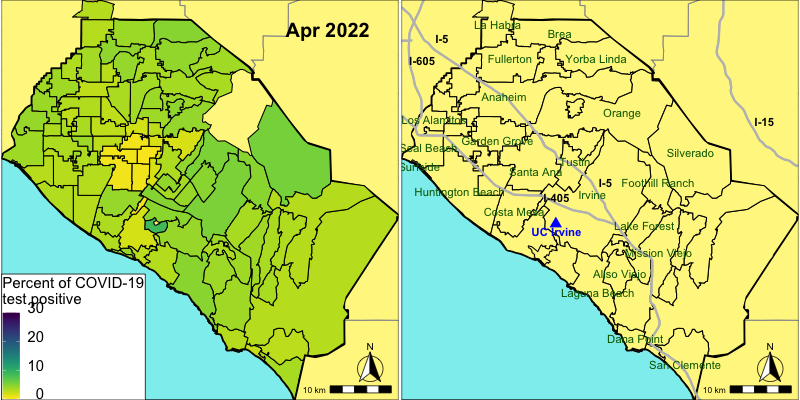 Apr 2022
Percent of COVID-19
test positive
30
20
10
0
N
10 km
La Habra
Brea
I-5
I-605
Fullerton
Yorba Linda
Anaheim
Orange
Los Alamitos
I-15
Garden Grove
Seal Beach
Silverado
Sunside
Tustin
Santa Ana
I-5
Foothill Ranch
Huntington Beach
I-405
Irvine
Costa Mesa
UC Irvine
Lake Forest
Mission Viejo
Aliso Viejo
Laguna Beach
Dana Point
San Clemente
N
10 km